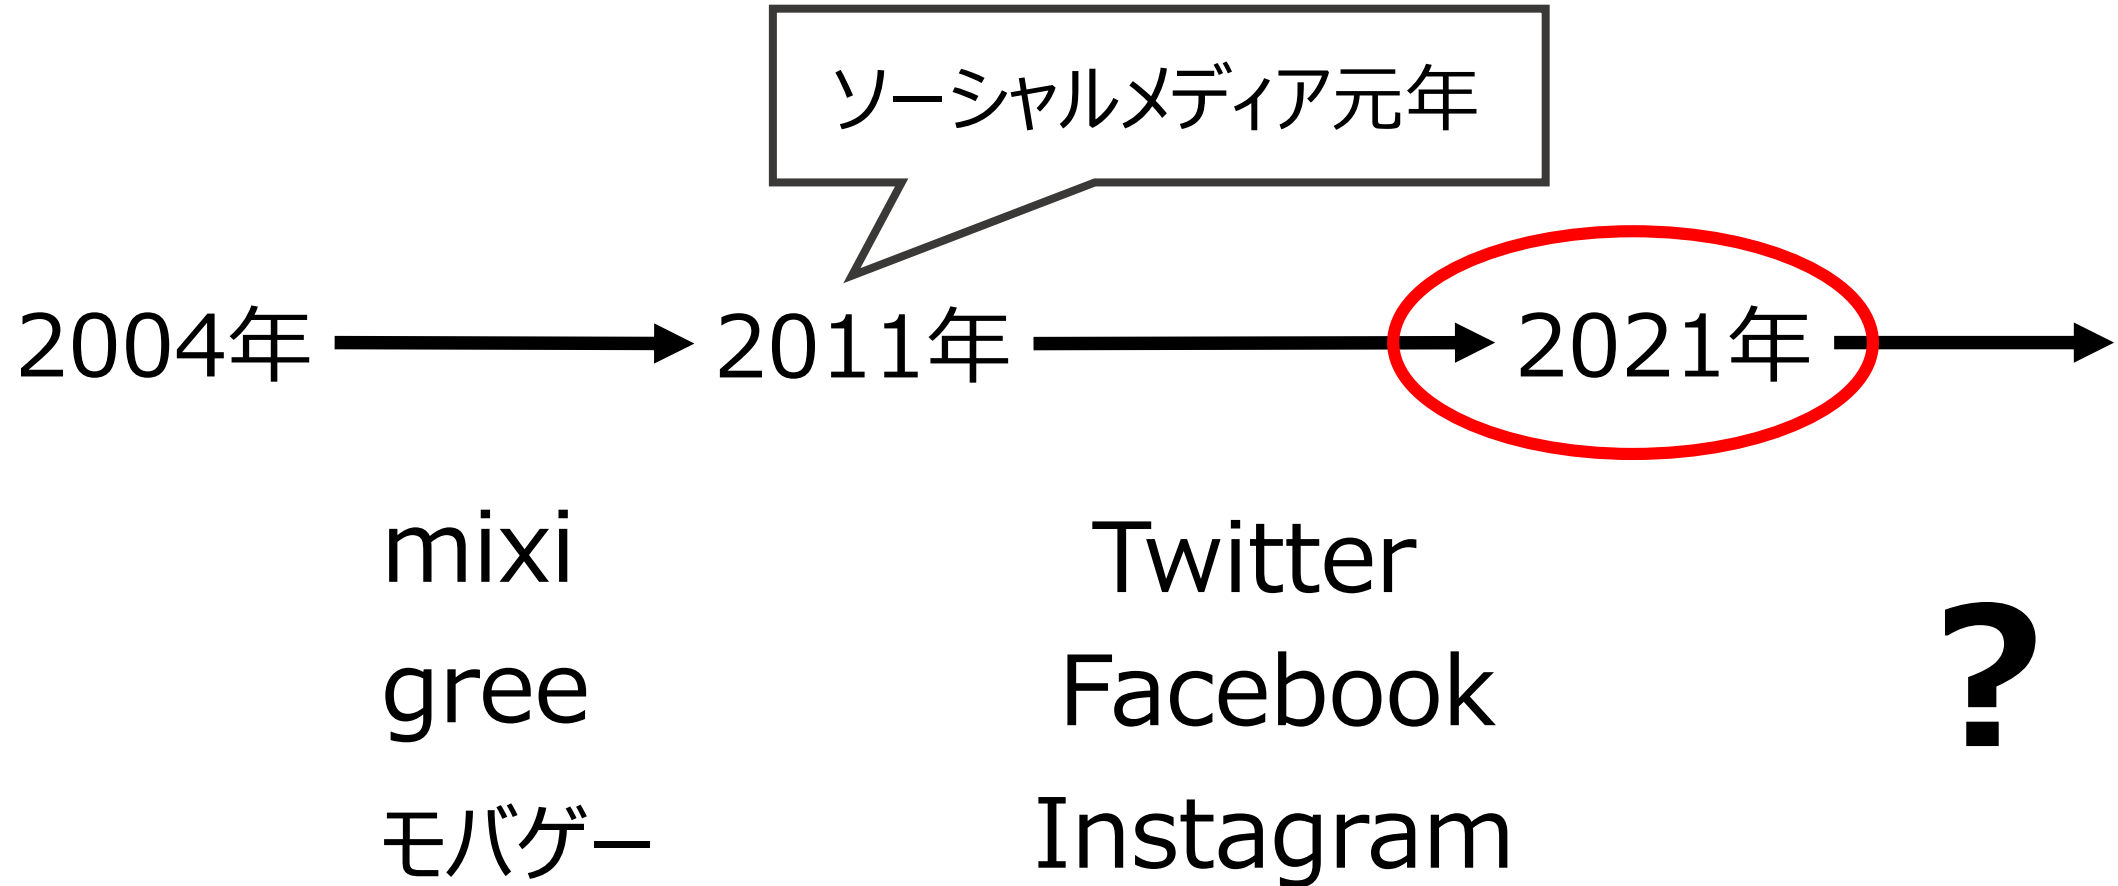 ソーシャルメディア元年
2004年 2011年 2021年
mixi Twitter
gree Facebook
?
モバゲー Instagram